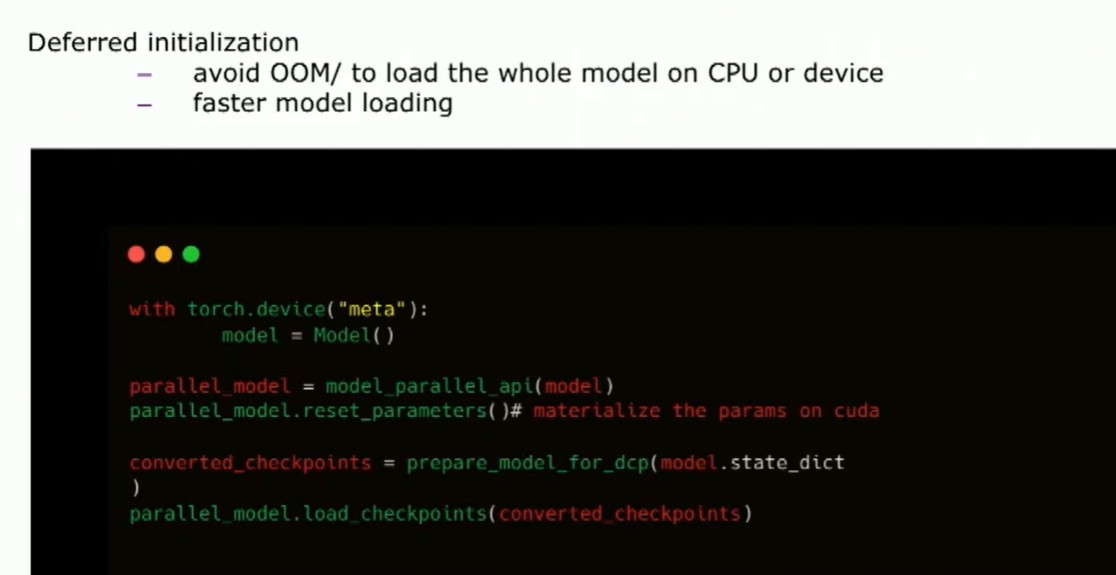 Deferred initialization
– avoid OOM/ to load the whole model on CPU or device
– faster model loading
with torch.device("meta"):
model = Model()
parallel_model = model_parallel_api(model)
parallel_model.reset_parameters()# materialize the params on cuda
converted_checkpoints = prepare_model_for_dcp(model.state_dict
)
parallel_model.load_checkpoints(converted_checkpoints)